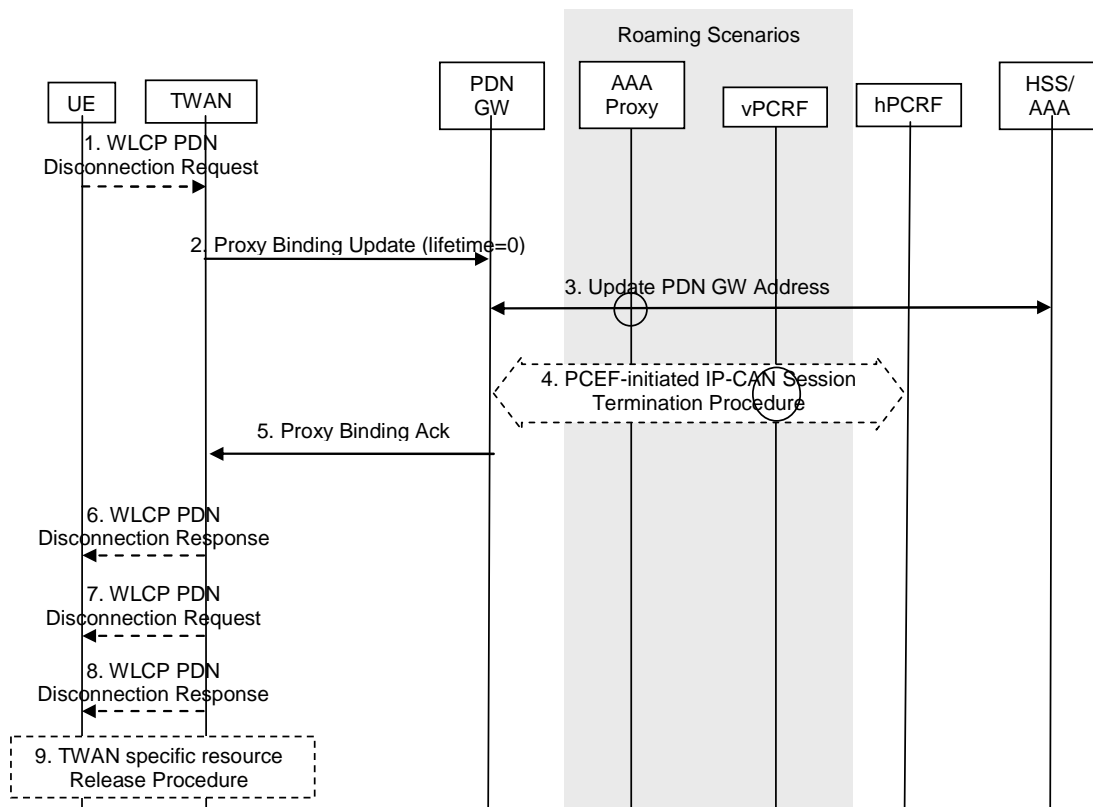 Roaming Scenarios
UE
TWAN
PDN
GW
AAA
Proxy
vPCRF
hPCRF
HSS/
AAA
1. WLCP PDN
Disconnection Request
2. Proxy Binding Update (lifetime=0)
3. Update PDN GW Address
4. PCEF-initiated IP-CAN Session
Termination Procedure
5. Proxy Binding Ack
6. WLCP PDN
Disconnection Response
7. WLCP PDN
Disconnection Request
8. WLCP PDN
Disconnection Response
9. TWAN specific resource
Release Procedure